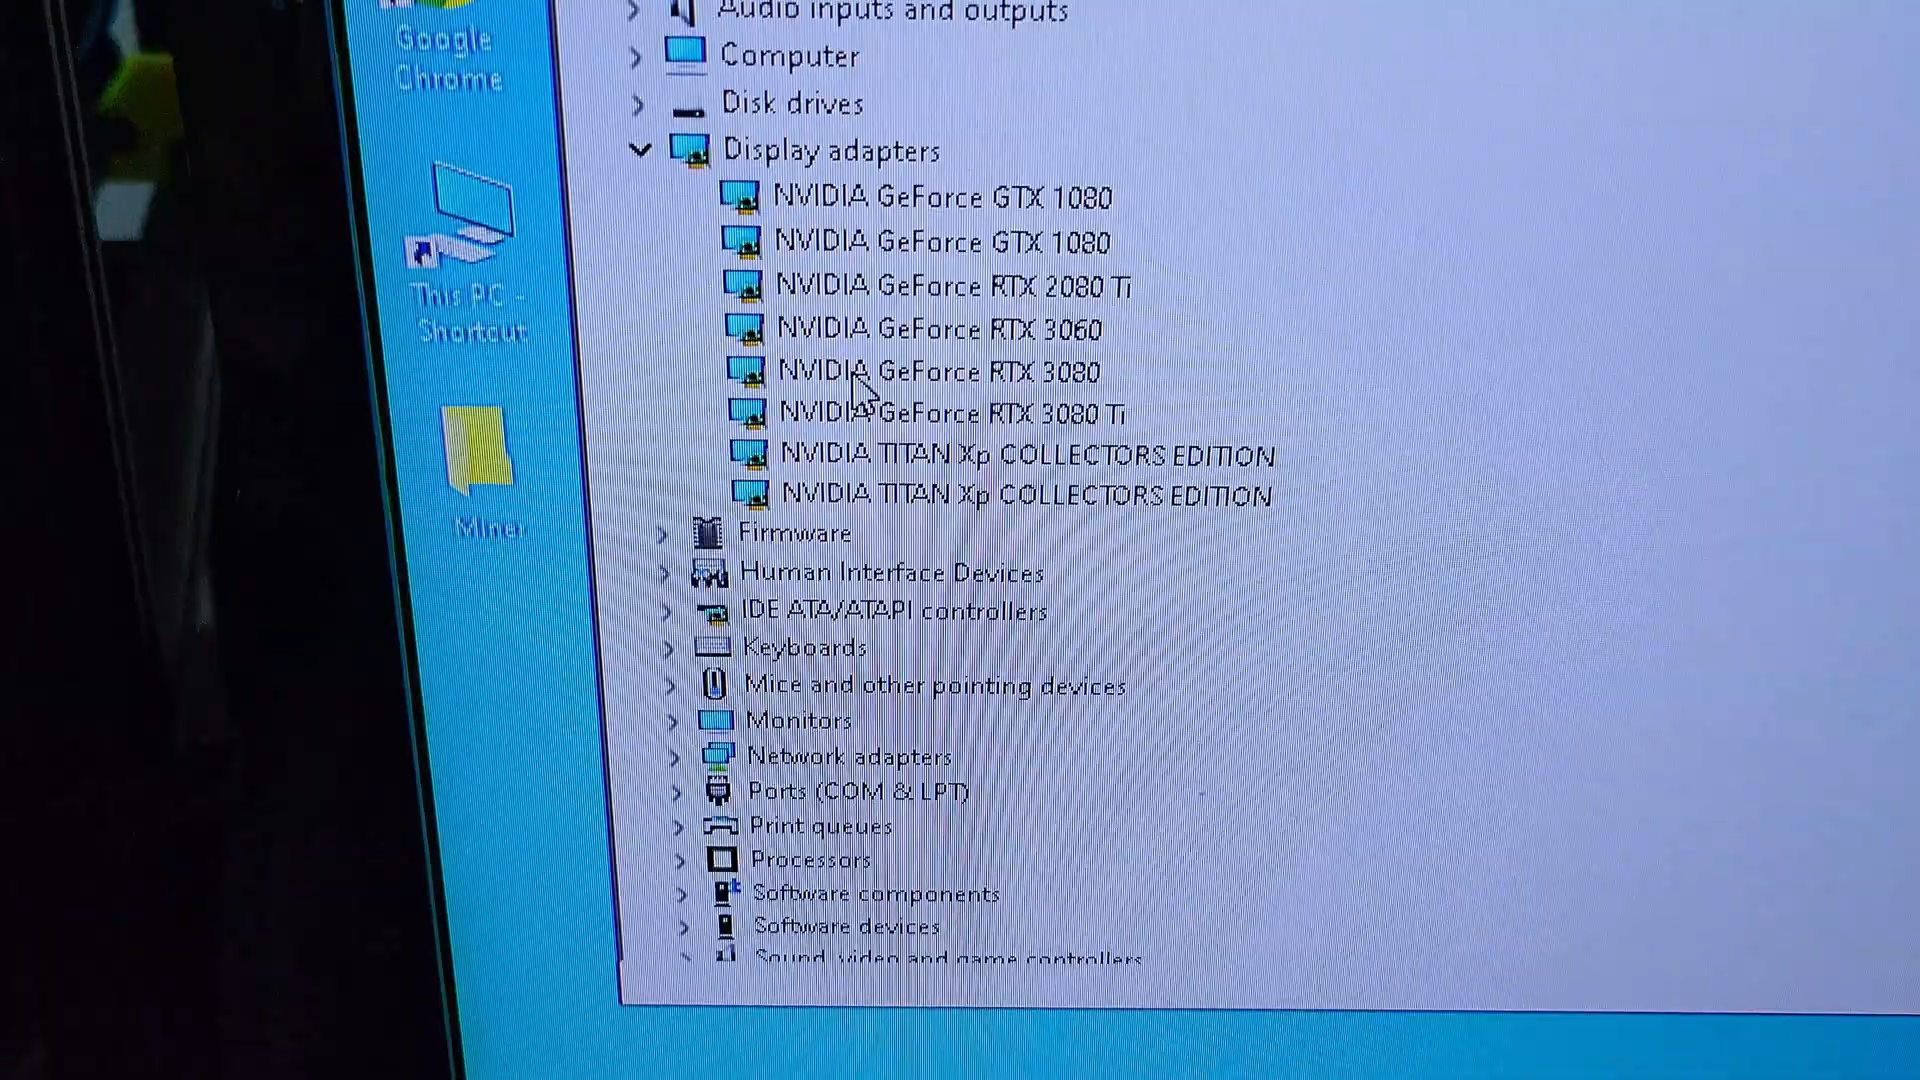 Google
Chrome
This PC -
Shortcut
Miner
Audio inputs and outputs
Computer
Disk drives
Display adapters
NVIDIA GeForce GTX 1080
NVIDIA GeForce GTX 1080
NVIDIA GeForce RTX 2080 Ti
NVIDIA GeForce RTX 3060
NVIDIA GeForce RTX 3080
NVIDIA GeForce RTX 3080 Ti
NVIDIA TITAN Xp COLLECTORS EDITION
NVIDIA TITAN Xp COLLECTORS EDITION
Firmware
Human Interface Devices
IDE ATA/ATAPI controllers
Keyboards
Mice and other pointing devices
Monitors
Network adapters
Ports (COM & LPT)
Print queues
Processors
Software components
Software devices
Sound, video and game controllers